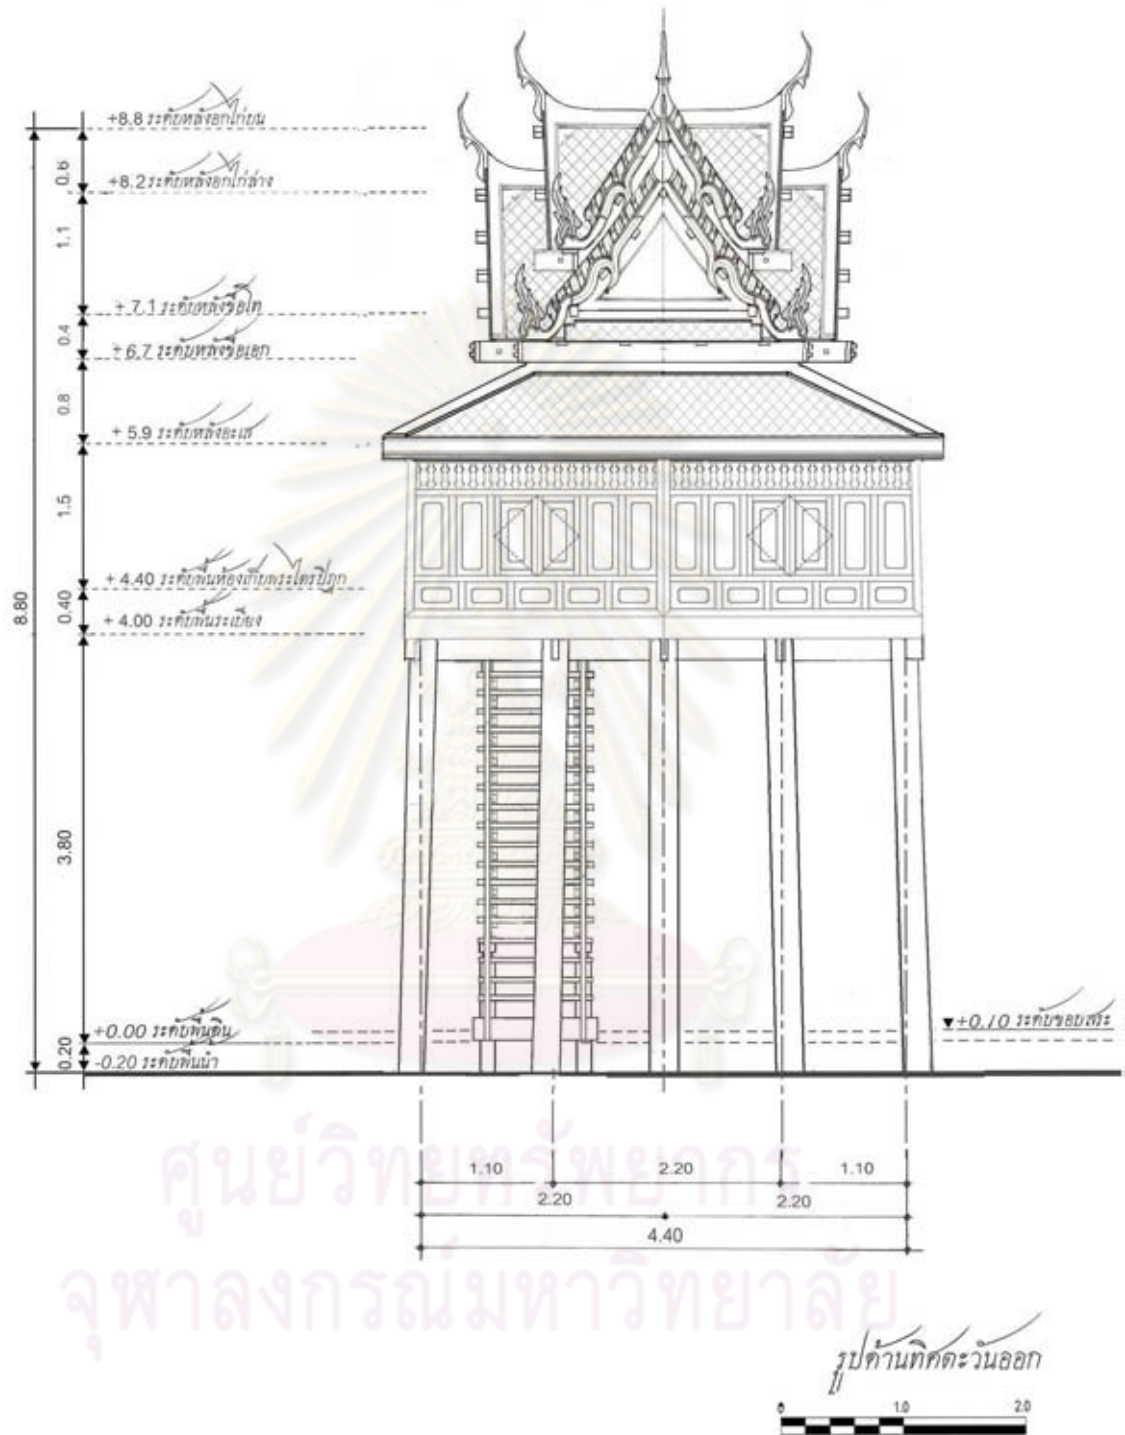 +8.8 ระดับหลังอกไก่บน
0.6
+8.2 ระดับหลังอกไก่ล่าง
1.1
+7.1 ระดับหลังขื่อโท
0.4
+6.7 ระดับหลังขื่อเอก
0.8
+5.9 ระดับหลังอะเส
1.5
+4.40 ระดับพื้นห้องเก็บพระไตรปิฎก
0.40
+4.00 ระดับพื้นระเบียง
8.80
3.80
+0.00 ระดับพื้นดิน
▼+0.10 ระดับขอบสระ
0.20
-0.20 ระดับพื้นน้ำ
1.10 2.20 1.10
2.20 2.20
4.40
ศูนย์วิทยทรัพยากร
จุฬาลงกรณ์มหาวิทยาลัย
รูปด้านทิศตะวันออก
0 1.0 2.0